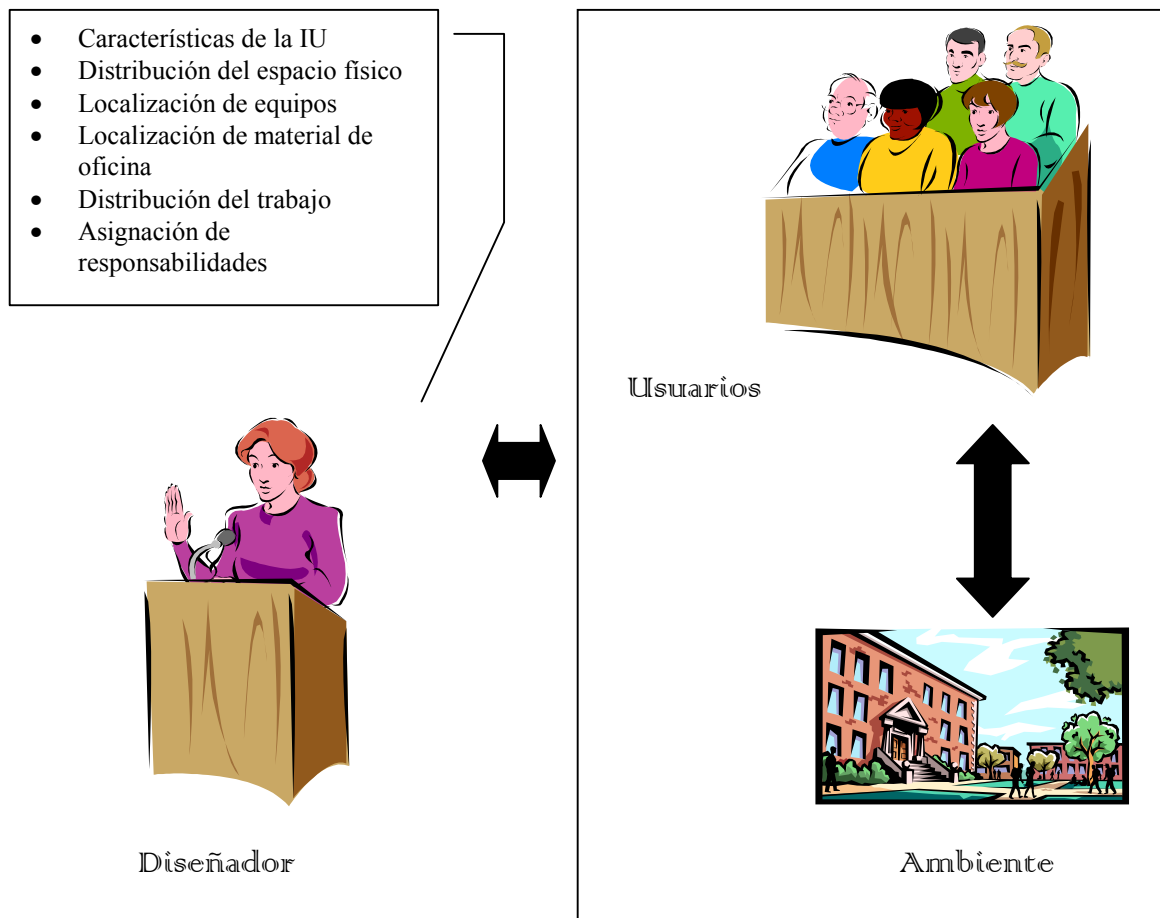 • Características de la IU
• Distribución del espacio físico
• Localización de equipos
• Localización de material de
oficina
• Distribución del trabajo
• Asignación de
responsabilidades
Usuarios
Diseñador
Ambiente